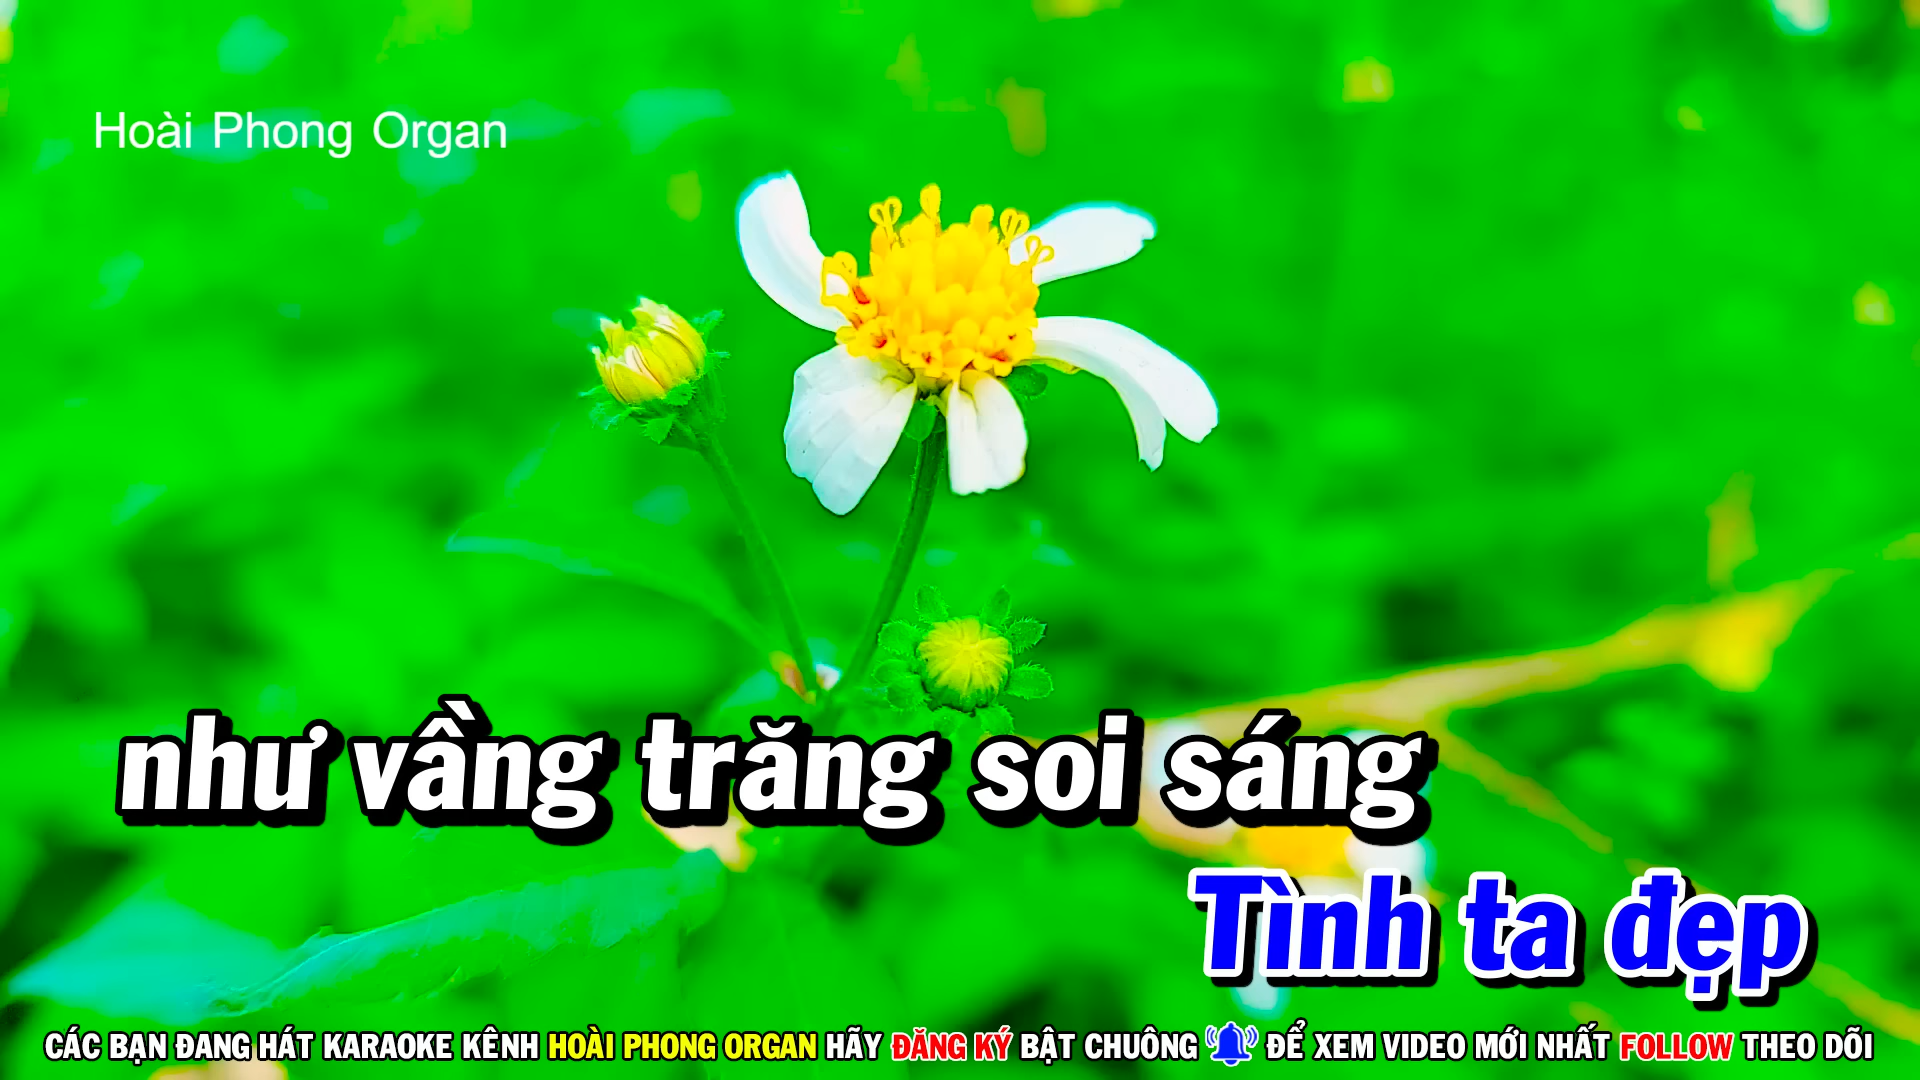 Hoài Phong Organ
như vầng trăng soi sáng
Tình ta đẹp
CÁC BẠN ĐANG HÁT KARAOKE KÊNH HOÀI PHONG ORGAN HÃY ĐĂNG KÝ BẬT CHUÔNG ĐỂ XEM VIDEO MỚI NHẤT FOLLOW THEO DÕI